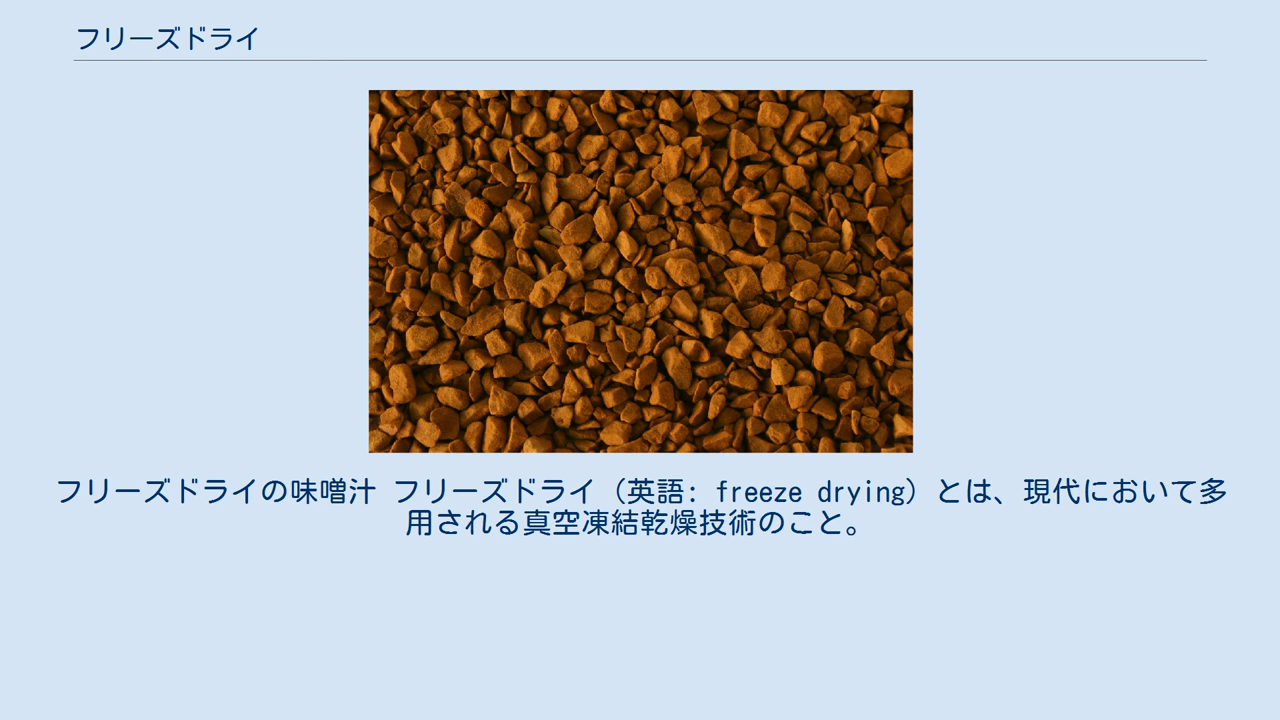 フリーズドライ
フリーズドライの味噌汁 フリーズドライ（英語: freeze drying）とは、現代において多
用される真空凍結乾燥技術のこと。